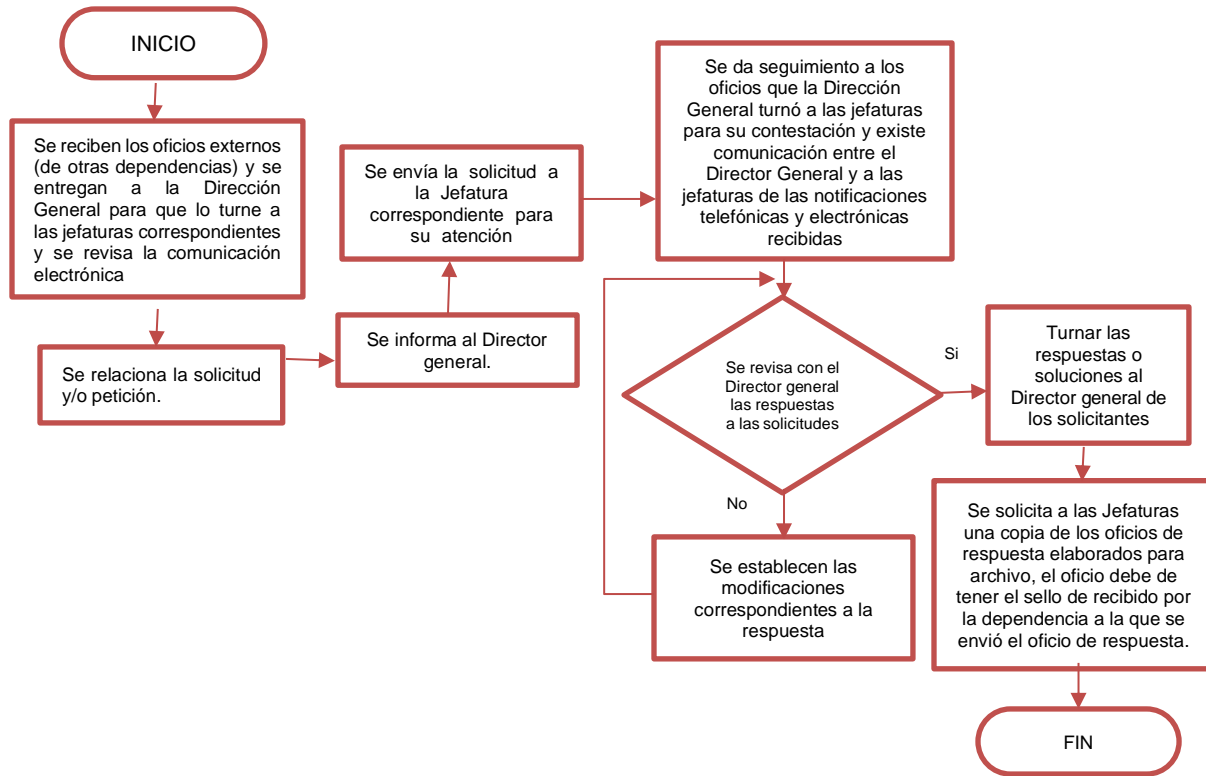 INICIO
Se reciben los oficios externos
(de otras dependencias) y se
entregan a la Dirección
General para que lo turne a
las jefaturas correspondientes
y se revisa la comunicación
electrónica
Se relaciona la solicitud
y/o petición.
Se informa al Director
general.
Se envía la solicitud a
la Jefatura
correspondiente para
su atención
Se da seguimiento a los
oficios que la Dirección
General turnó a las jefaturas
para su contestación y existe
comunicación entre el
Director General y a las
jefaturas de las notificaciones
telefónicas y electrónicas
recibidas
Se revisa con el
Director general
las respuestas
a las solicitudes
No
Se establecen las
modificaciones
correspondientes a la
respuesta
Si
Turnar las
respuestas o
soluciones al
Director general de
los solicitantes
Se solicita a las Jefaturas
una copia de los oficios de
respuesta elaborados para
archivo, el oficio debe de
tener el sello de recibido por
la dependencia a la que se
envió el oficio de respuesta.
FIN